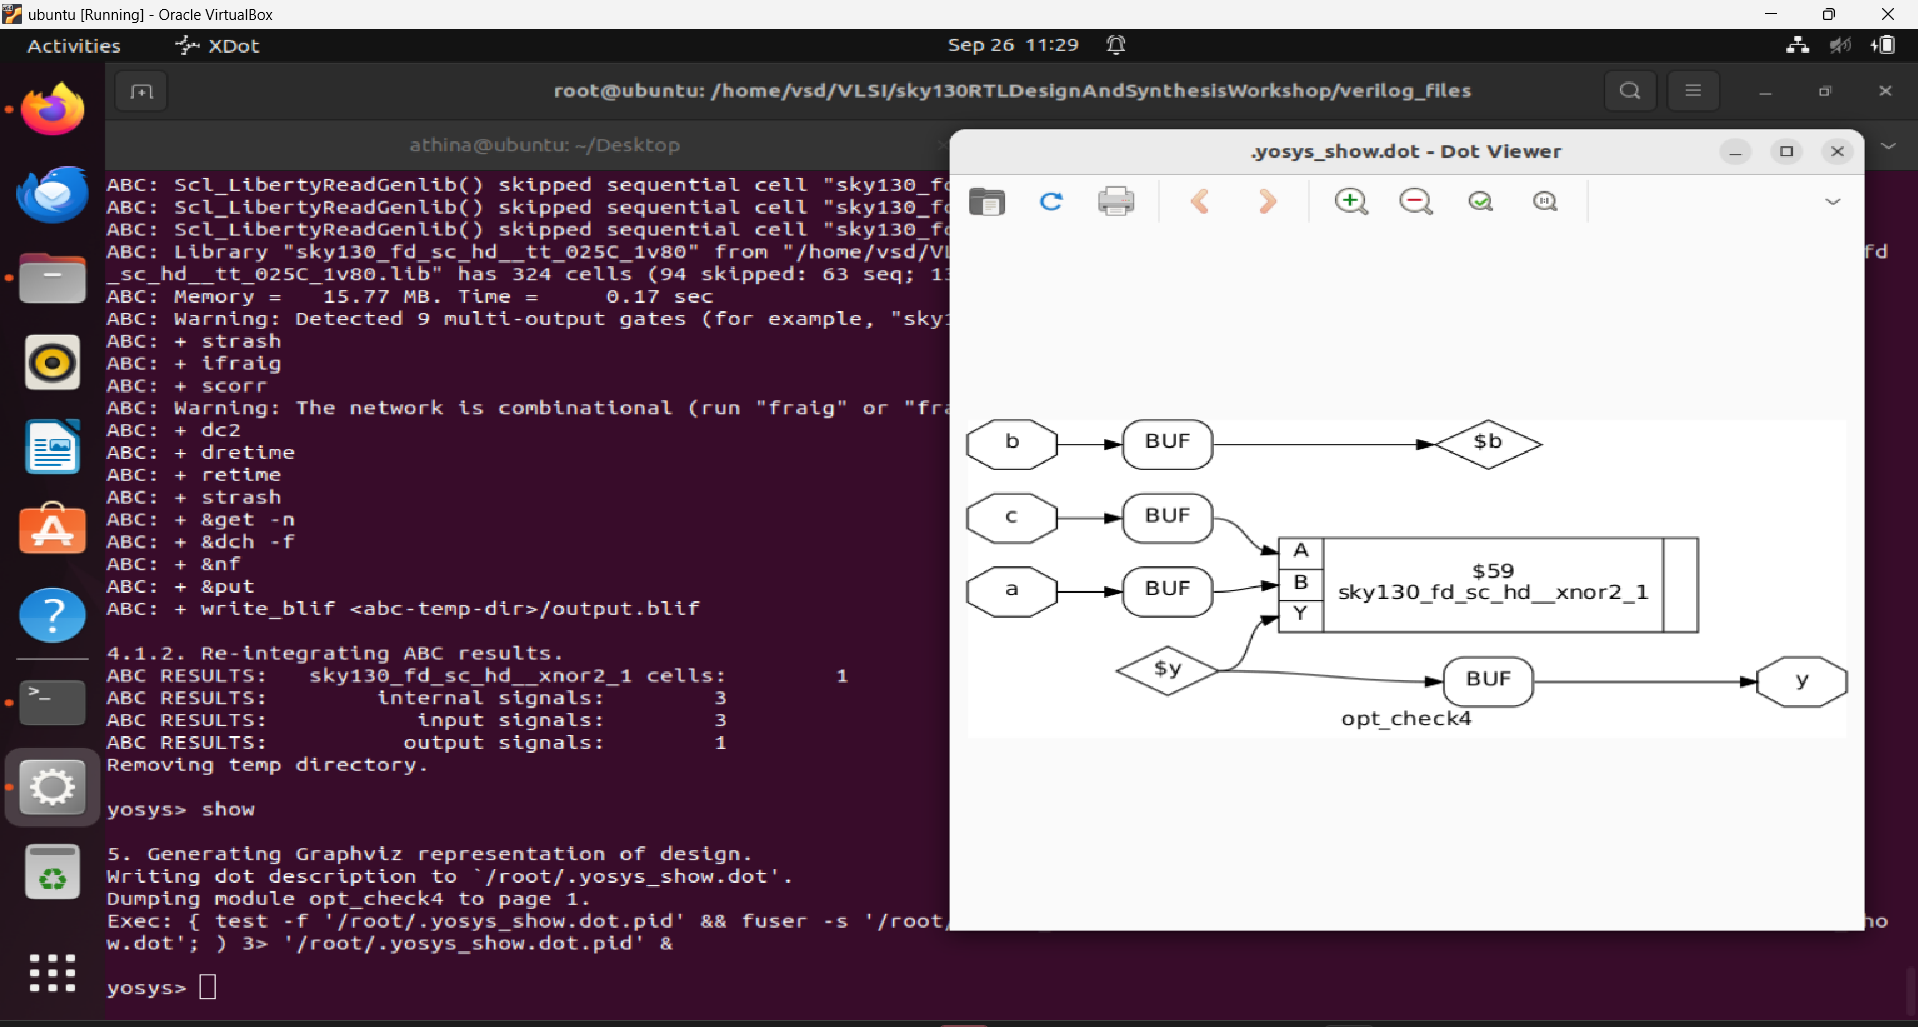 ubuntu [Running] - Oracle VirtualBox
Activities
XDot
Sep 26 11:29
root@ubuntu: /home/vsd/VLSI/sky130RTLDesignAndSynthesisWorkshop/verilog_files
athina@ubuntu: ~/Desktop
ABC: Scl_LibertyReadGenlib() skipped sequential cell "sky130_fd
ABC: Scl_LibertyReadGenlib() skipped sequential cell "sky130_fd
ABC: Scl_LibertyReadGenlib() skipped sequential cell "sky130_fd
ABC: Library "sky130_fd_sc_hd__tt_025C_1v80" from "/home/vsd/VL
fd
_sc_hd__tt_025C_1v80.lib" has 324 cells (94 skipped: 63 seq; 13
ABC: Memory =   15.77 MB. Time =     0.17 sec
ABC: Warning: Detected 9 multi-output gates (for example, "sky1
ABC: + strash
ABC: + ifraig
ABC: + scorr
ABC: Warning: The network is combinational (run "fraig" or "fra
ABC: + dc2
ABC: + dretime
ABC: + retime
ABC: + strash
ABC: + &get -n
ABC: + &dch -f
ABC: + &nf
ABC: + &put
ABC: + write_blif <abc-temp-dir>/output.blif
4.1.2. Re-integrating ABC results.
ABC RESULTS:   sky130_fd_sc_hd__xnor2_1 cells:        1
ABC RESULTS:        internal signals:        3
ABC RESULTS:           input signals:        3
ABC RESULTS:          output signals:        1
Removing temp directory.
yosys> show
5. Generating Graphviz representation of design.
Writing dot description to `/root/.yosys_show.dot'.
Dumping module opt_check4 to page 1.
Exec: { test -f '/root/.yosys_show.dot.pid' && fuser -s '/root/
ho
w.dot'; ) 3> '/root/.yosys_show.dot.pid' &
yosys>
.yosys_show.dot - Dot Viewer
b
BUF
$b
c
BUF
A
a
BUF
B
$59
sky130_fd_sc_hd__xnor2_1
Y
$y
BUF
y
opt_check4